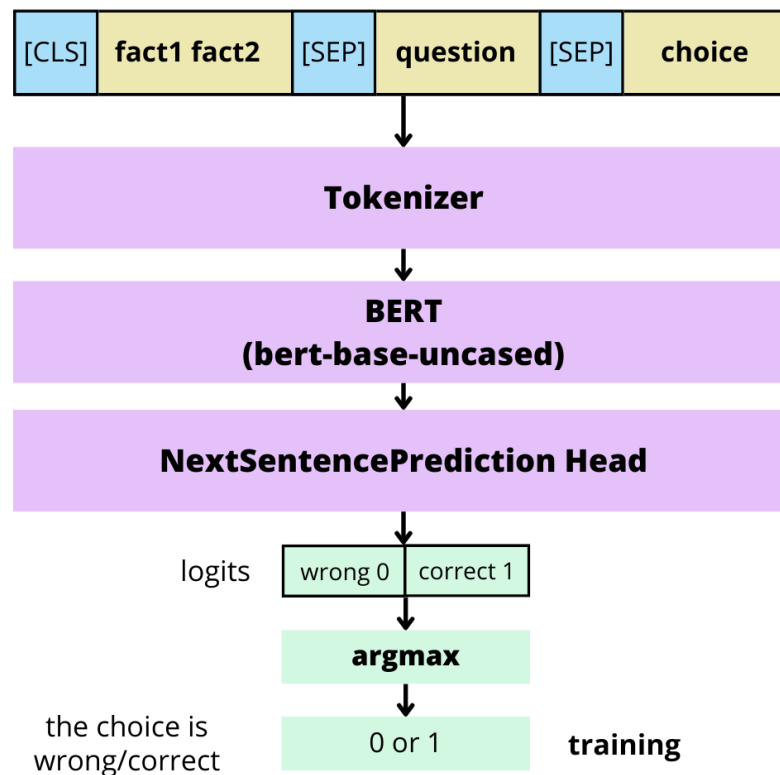 [CLS] fact1 fact2 [SEP] question [SEP] choice
Tokenizer
BERT
(bert-base-uncased)
NextSentencePrediction Head
logits wrong 0 correct 1
argmax
the choice is
wrong/correct
0 or 1
training